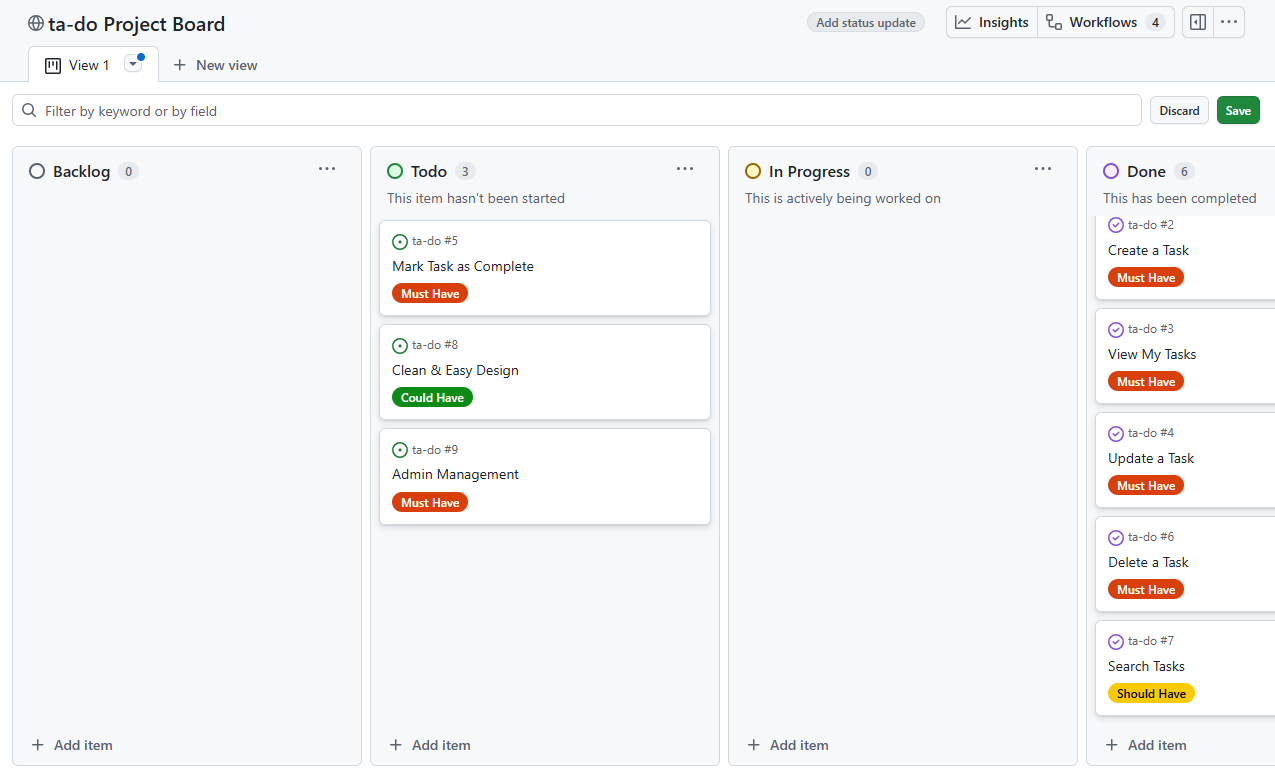 ta-do Project Board
Add status update
Insights
Workflows 4
View 1
New view
Filter by keyword or by field
Discard
Save
Backlog 0
Add item
Todo 3
This item hasn't been started
ta-do #5
Mark Task as Complete
Must Have
ta-do #8
Clean & Easy Design
Could Have
ta-do #9
Admin Management
Must Have
Add item
In Progress 0
This is actively being worked on
Add item
Done 6
This has been completed
ta-do #2
Create a Task
Must Have
ta-do #3
View My Tasks
Must Have
ta-do #4
Update a Task
Must Have
ta-do #6
Delete a Task
Must Have
ta-do #7
Search Tasks
Should Have
Add item